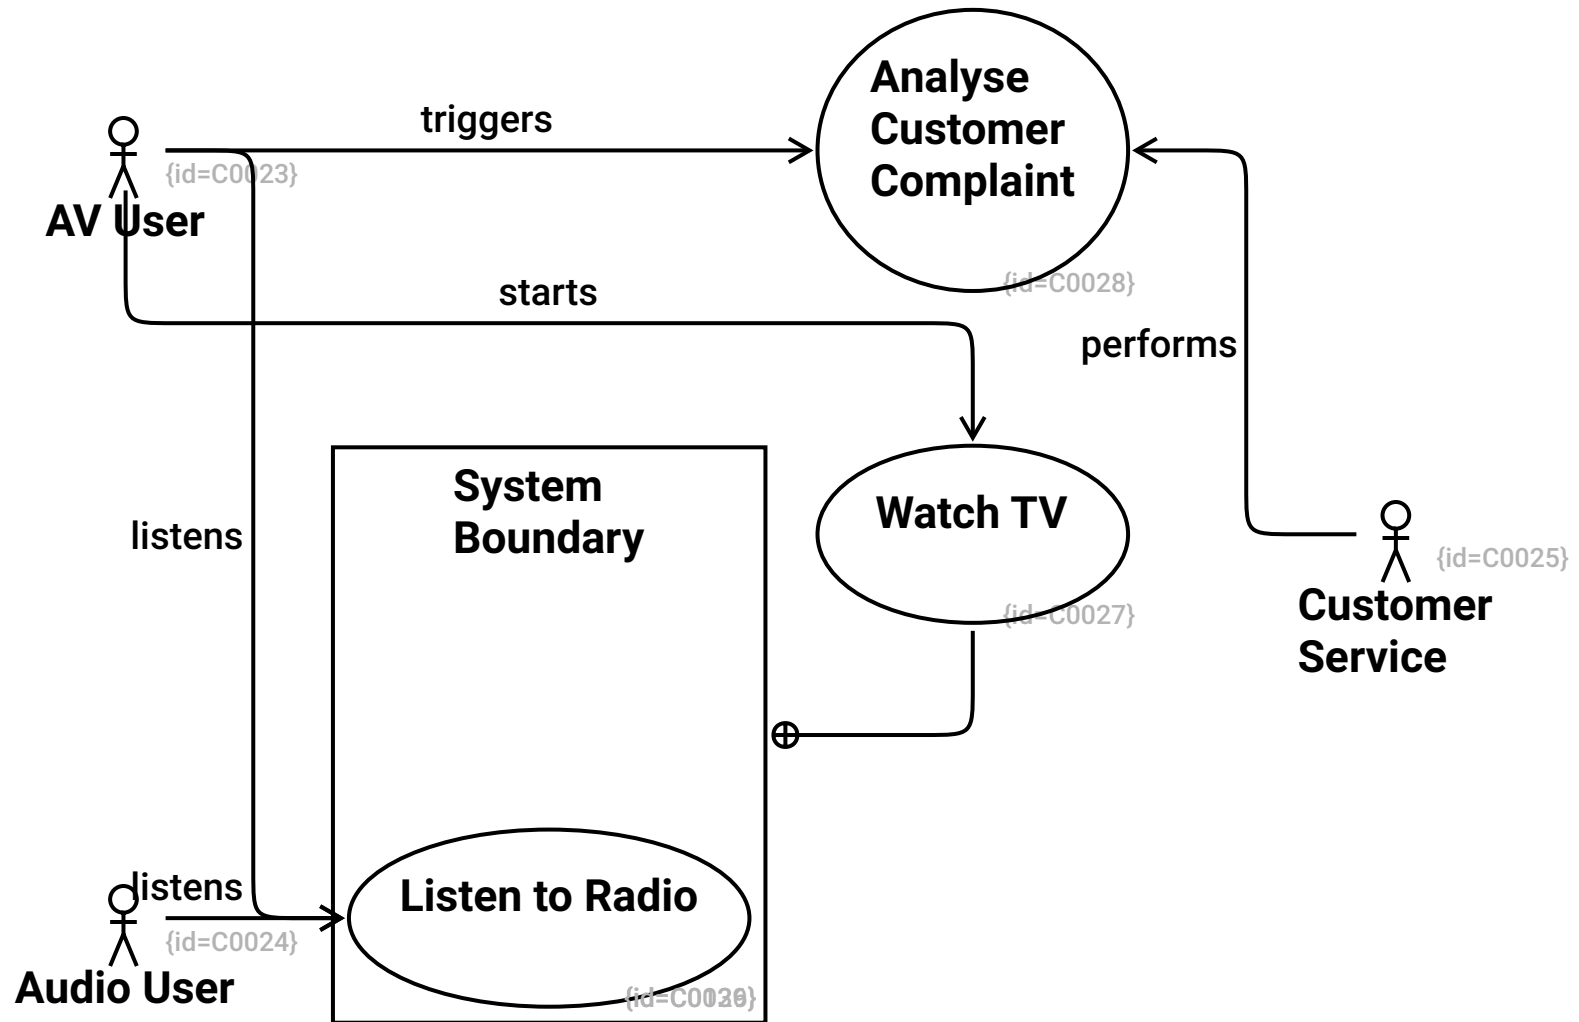 Analyse
Customer
Complaint
triggers
{id=C0023}
AV User
{id=C0028}
starts
performs
System
Boundary
Watch TV
listens
{id=C0025}
Customer
Service
{id=C0027}
listens
Listen to Radio
{id=C0024}
Audio User